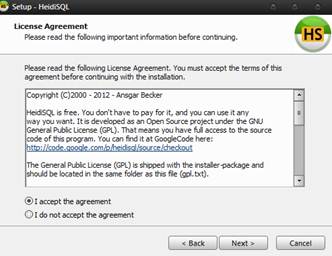 Setup - HeidiSQL
License Agreement
Please read the following important information before continuing.
HS
Please read the following License Agreement. You must accept the terms of this
agreement before continuing with the installation.
Copyright (C)2000 - 2012 - Ansgar Becker
HeidiSQL is free. You don't have to pay for it, and you can use it any
way you want. It is developed as an Open Source project under the GNU
General Public License (GPL). That means you have full access to the source
code of this program. You can find it at GoogleCode here:
http://code.google.com/p/heidisql/source/checkout
The General Public License (GPL) is shipped with the installer-package and
should be located in the same folder as this file (gpl.txt).
I accept the agreement
I do not accept the agreement
< Back
Next >
Cancel